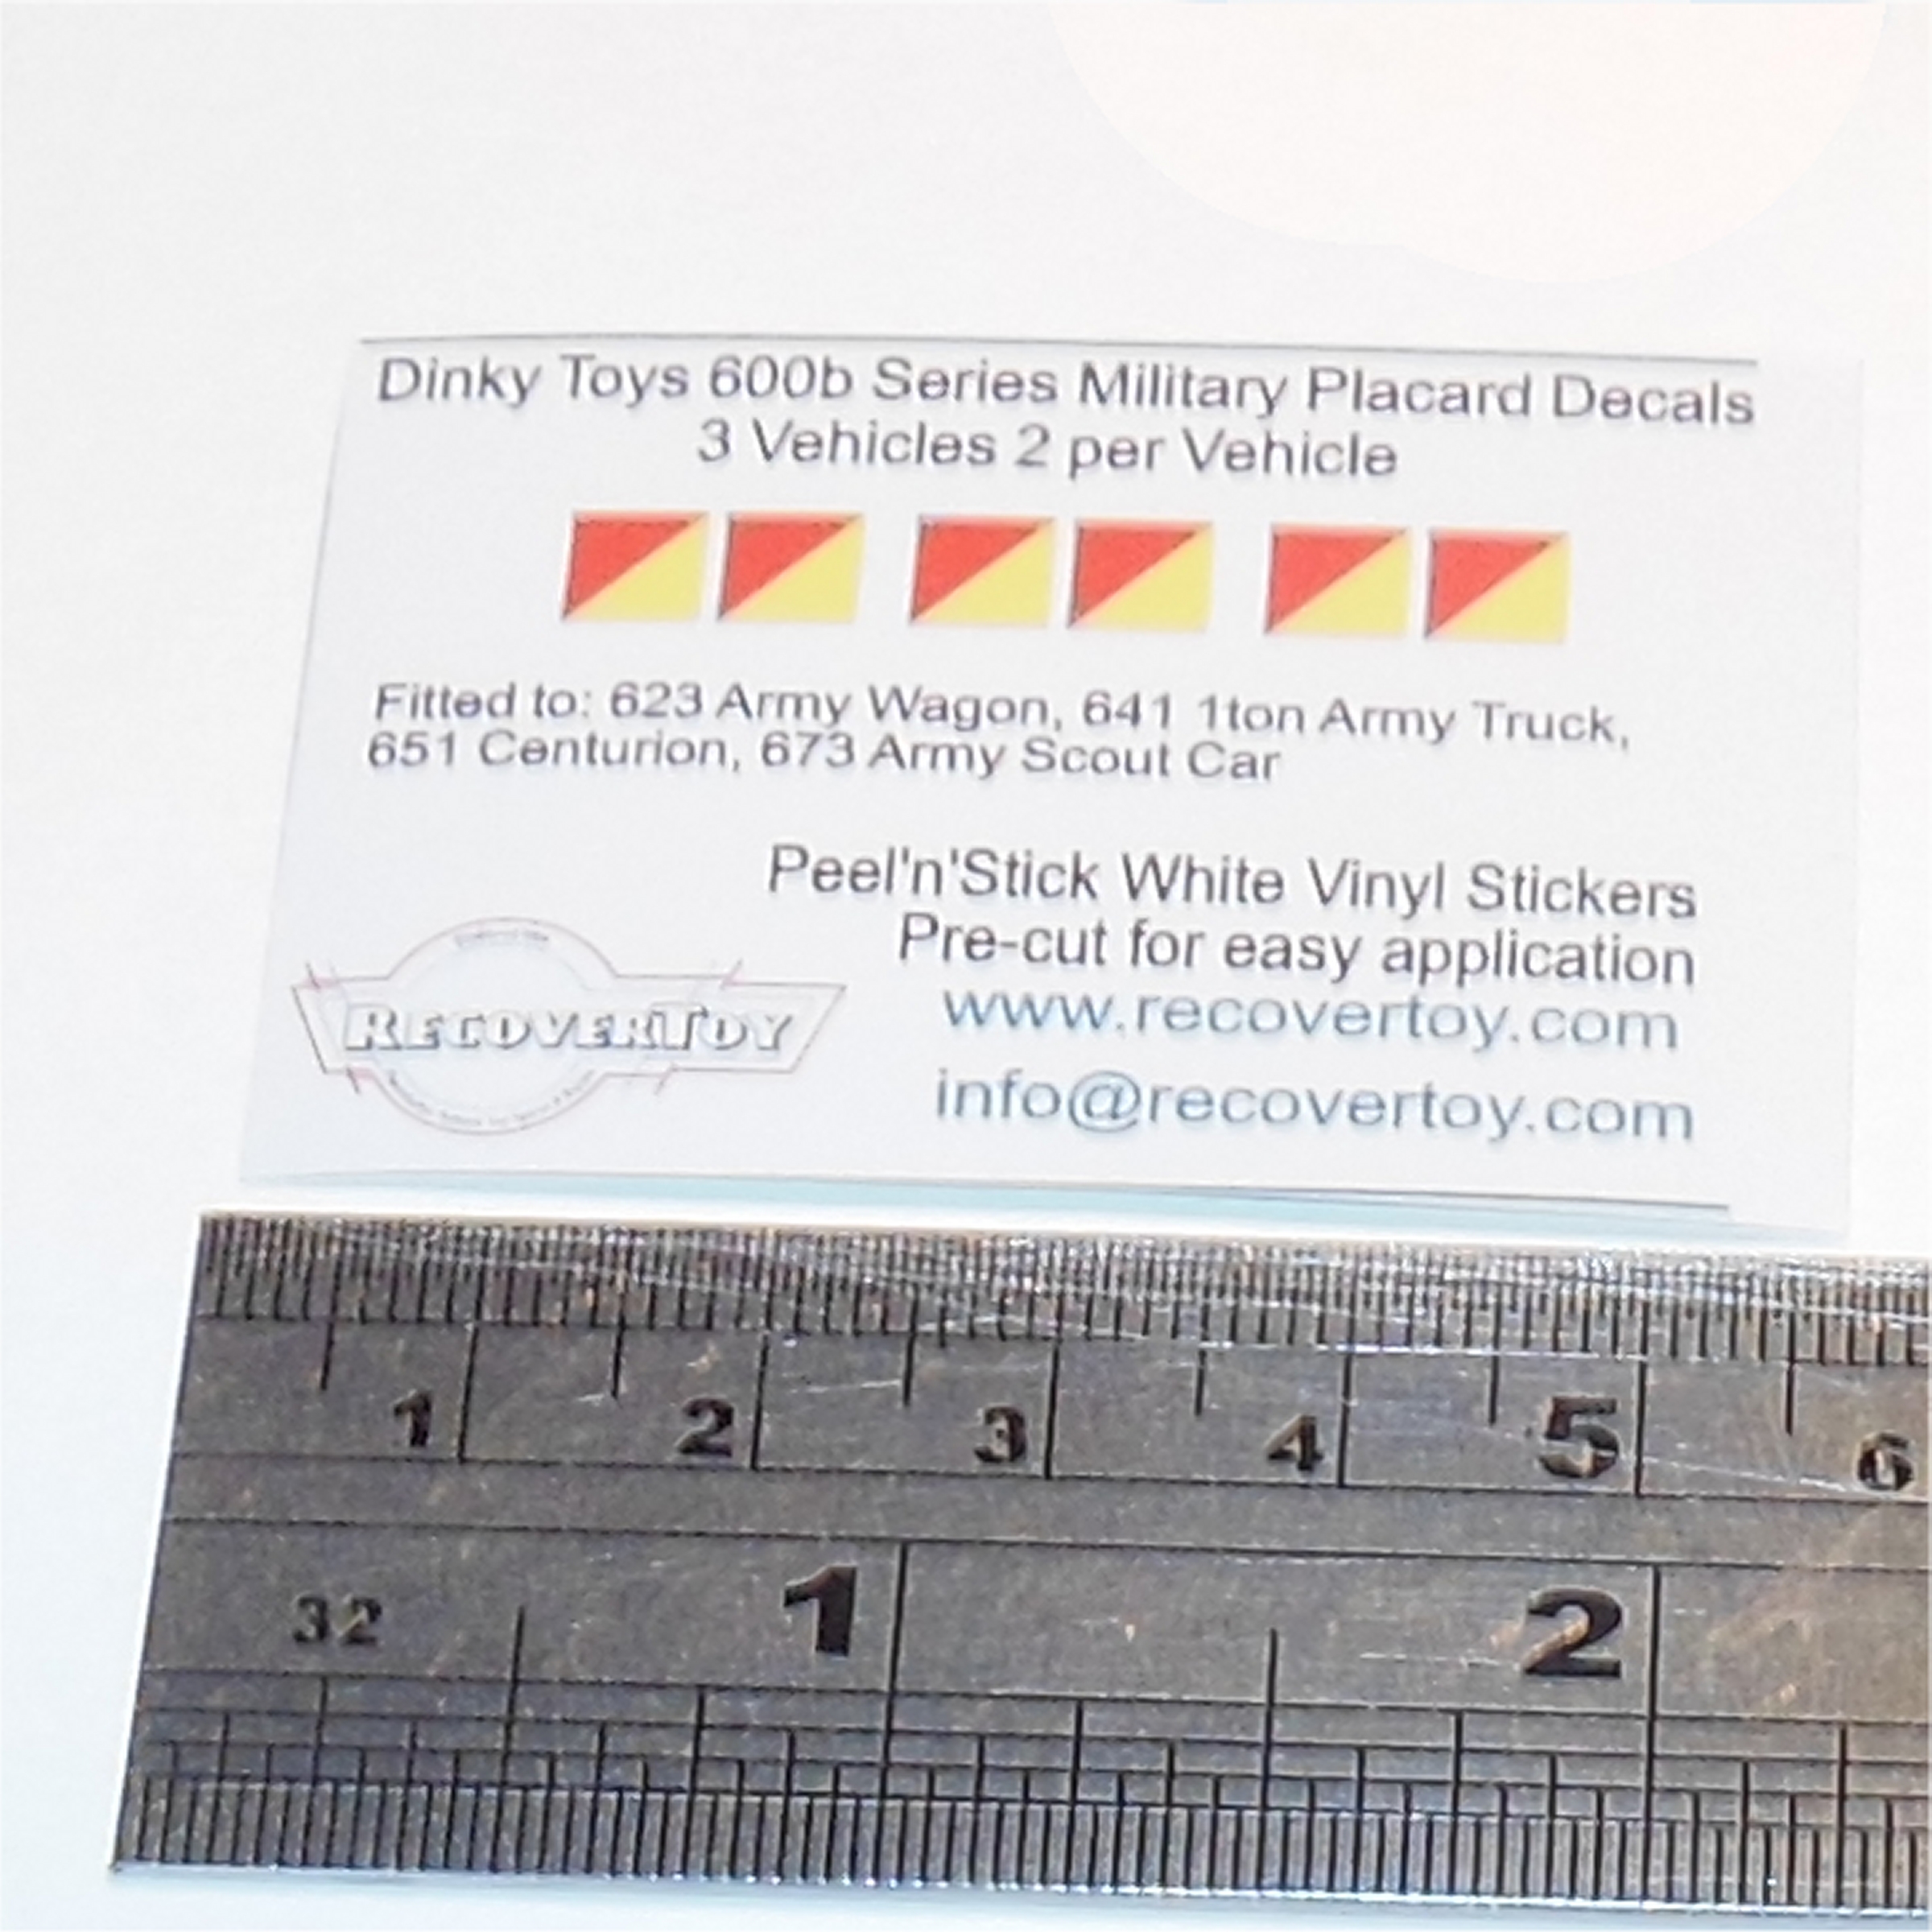 Dinky Toys 600b Series Military Placard Decals
3 Vehicles 2 per Vehicle
Fitted to: 623 Army Wagon, 641 1ton Army Truck,
651 Centurion, 673 Army Scout Car
Peel'n'Stick White Vinyl Stickers
Pre-cut for easy application
www.recovertoy.com
info@recovertoy.com
RECOVERTOY
1 2 3 4 5 6
32 1 2